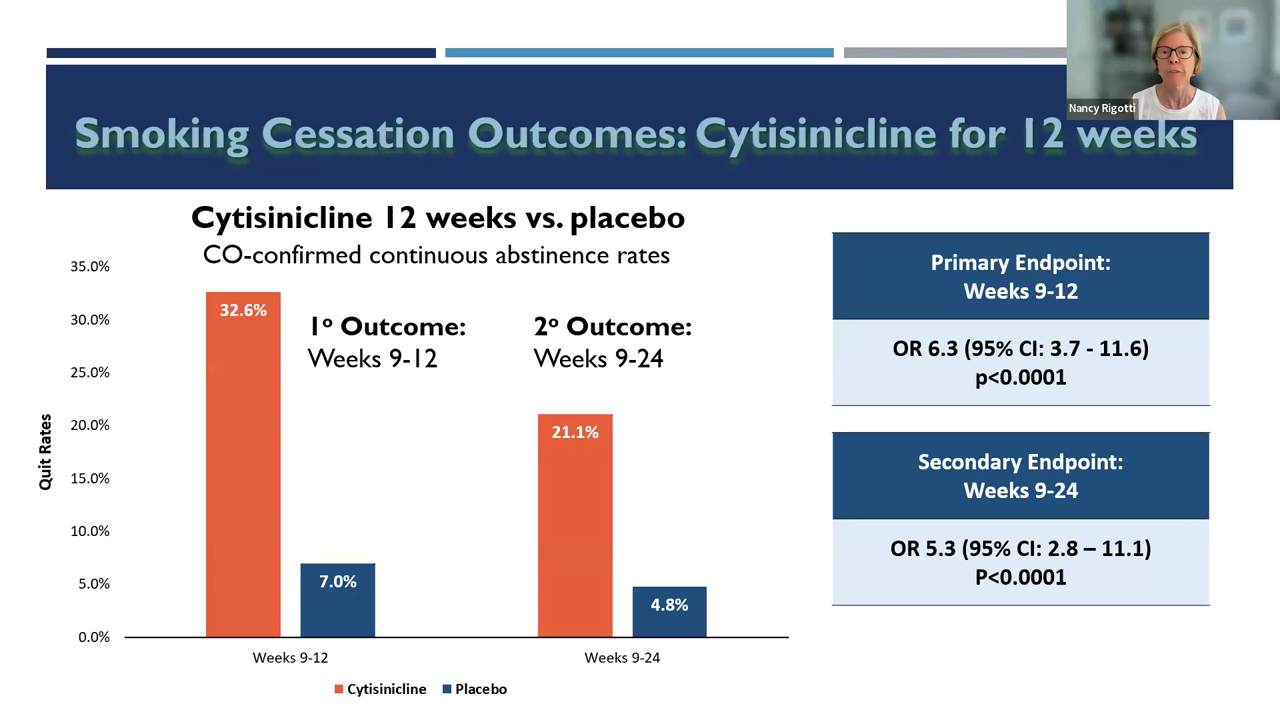 Nancy Rigotti
Smoking Cessation Outcomes: Cytisinicline for 12 weeks
Cytisinicline 12 weeks vs. placebo
CO-confirmed continuous abstinence rates
35.0%
30.0%
25.0%
20.0%
15.0%
10.0%
5.0%
0.0%
Quit Rates
32.6%
7.0%
1º Outcome:
Weeks 9-12
2º Outcome:
Weeks 9-24
21.1%
4.8%
Weeks 9-12
Weeks 9-24
Cytisinicline
Placebo
Primary Endpoint:
Weeks 9-12
OR 6.3 (95% CI: 3.7 - 11.6)
p<0.0001
Secondary Endpoint:
Weeks 9-24
OR 5.3 (95% CI: 2.8 – 11.1)
P<0.0001